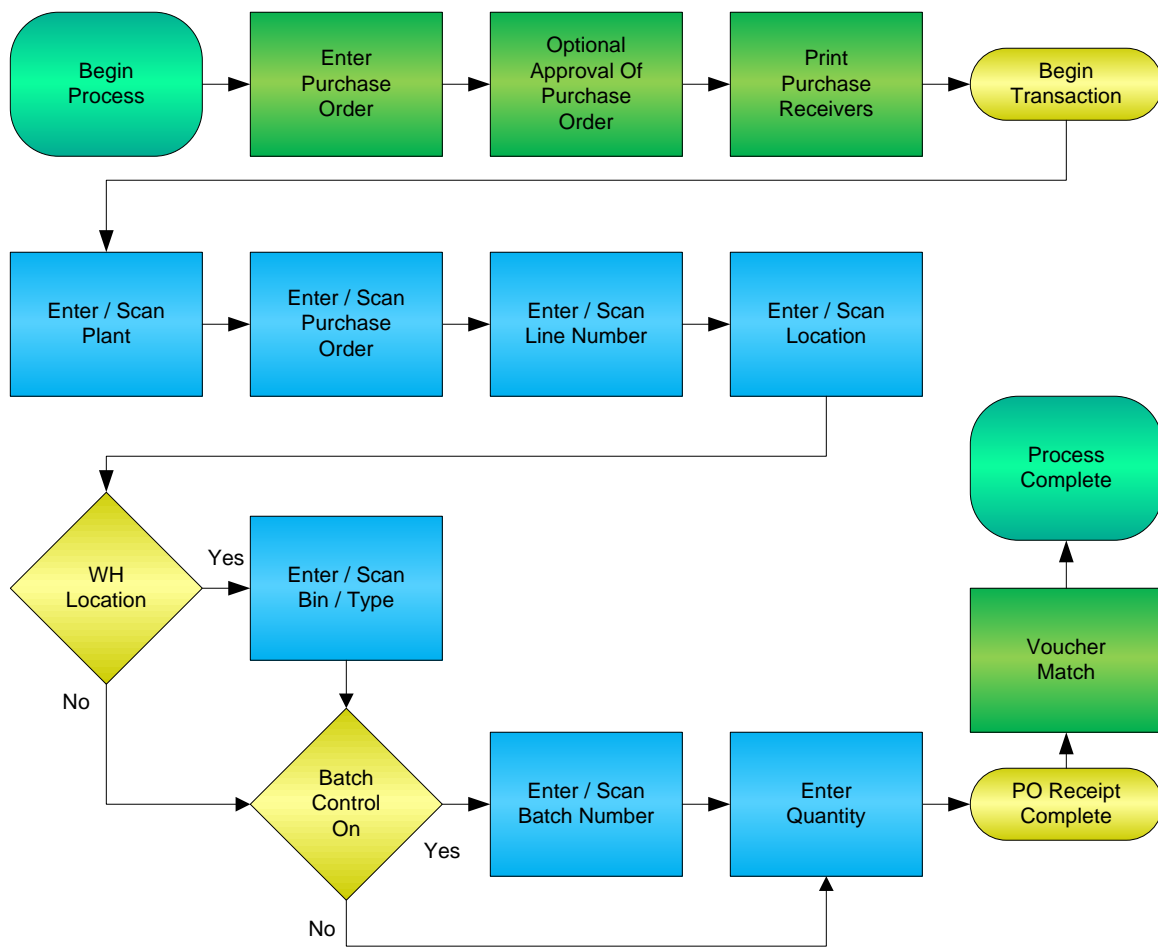 Begin
Process
Enter
Purchase
Order
Optional
Approval Of
Purchase
Order
Print
Purchase
Receivers
Begin
Transaction
Enter / Scan
Plant
Enter / Scan
Purchase
Order
Enter / Scan
Line Number
Enter / Scan
Location
Process
Complete
WH
Location
Yes
No
Enter / Scan
Bin / Type
Voucher
Match
Batch
Control
On
Yes
No
Enter / Scan
Batch Number
Enter
Quantity
PO Receipt
Complete